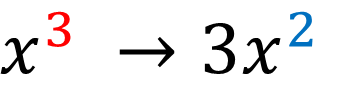 x³ → 3x²